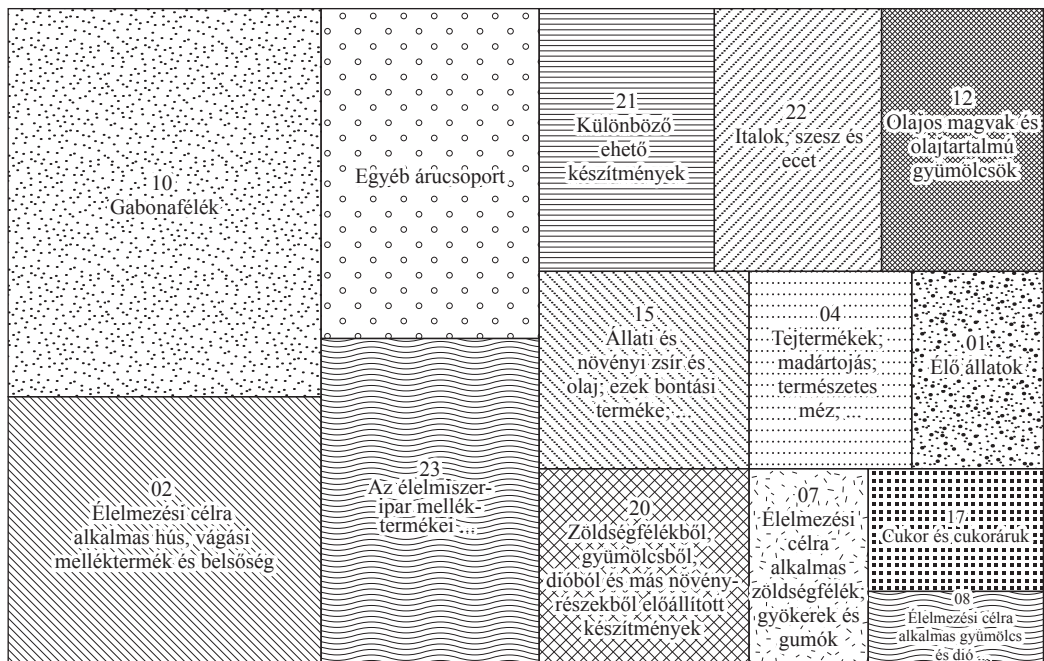 10
Gabonafélék
02
Élelmezési célra
alkalmas hús, vágási
melléktermék és belsőség
Egyéb árucsoport
23
Az élelmiszer-
ipar mellék-
termékei ...
21
Különböző
ehető
készítmények
22
Italok, szesz és
ecet
12
Olajos magvak és
olajtartalmú
gyümölcsök
15
Állati és
növényi zsír és
olaj; ezek bontási
terméke; ...
04
Tejtermékek;
madártojás;
természetes
méz; ...
01
Élő állatok
20
Zöldségfélékből,
gyümölcsből,
dióból és más növény-
részekből előállított
készítmények
07
Élelmezési
célra
alkalmas
zöldségfélék;
gyökerek és
gumók
17
Cukor és cukoráruk
08
Élelmezési célra
alkalmas gyümölcs
és dió ...